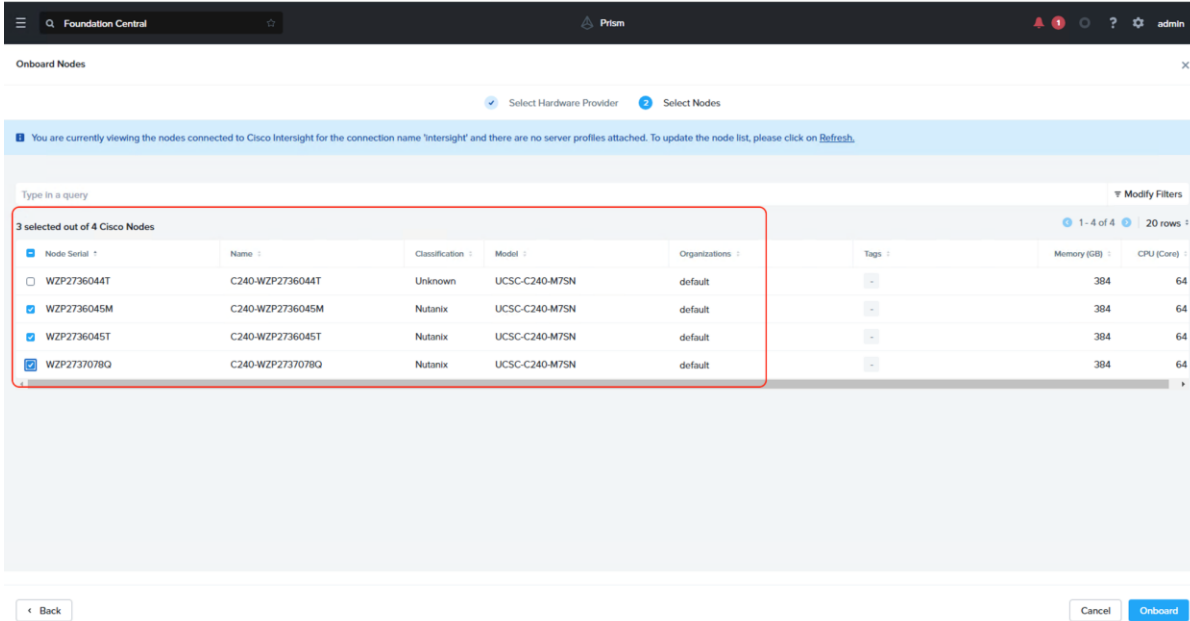 Foundation Central
Prism
1
?
admin
Onboard Nodes
Select Hardware Provider
2 Select Nodes
You are currently viewing the nodes connected to Cisco Intersight for the connection name 'intersight' and there are no server profiles attached. To update the node list, please click on Refresh.
Type in a query
Modify Filters
3 selected out of 4 Cisco Nodes
1 - 4 of 4
20 rows
Node Serial Name Classification Model Organizations Tags Memory (GB) CPU (Core)
WZP2736044T C240-WZP2736044T Unknown UCSC-C240-M7SN default - 384 64
WZP2736045M C240-WZP2736045M Nutanix UCSC-C240-M7SN default - 384 64
WZP2736045T C240-WZP2736045T Nutanix UCSC-C240-M7SN default - 384 64
WZP2737078Q C240-WZP2737078Q Nutanix UCSC-C240-M7SN default - 384 64
Back
Cancel
Onboard